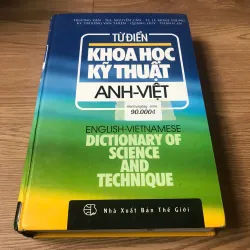 TỪ ĐIỂN
KHOA HỌC
KỸ THUẬT
ANH-VIỆT
90.000
ENGLISH-VIETNAMESE
DICTIONARY OF
SCIENCE
AND
TECHNIQUE
Nhà Xuất Bản Thế Giới